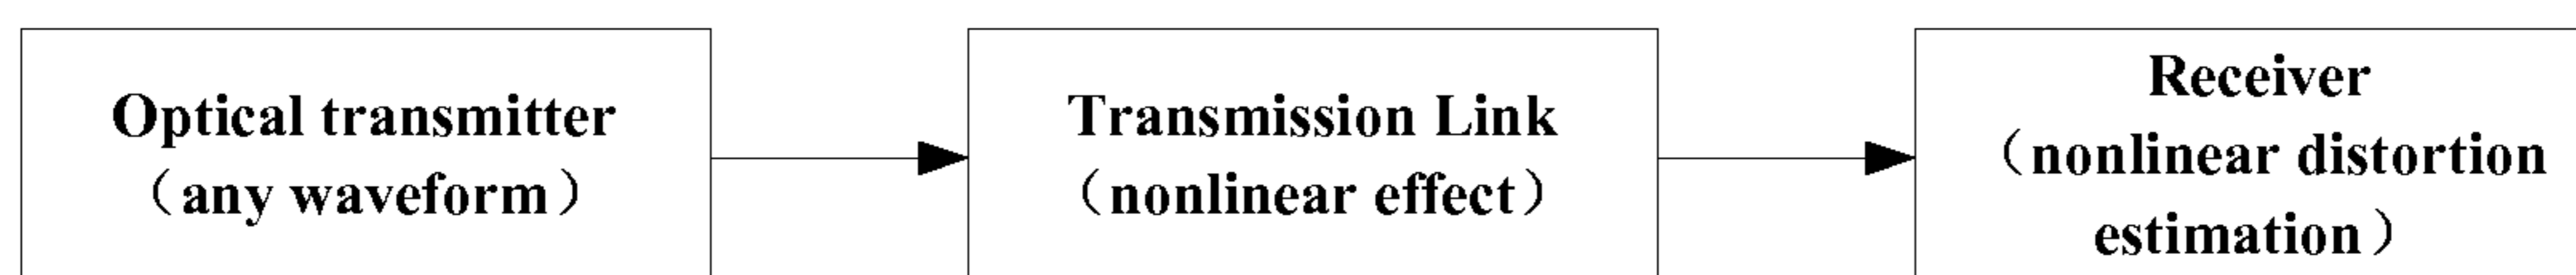 Optical transmitter
（any waveform）
Transmission Link
（nonlinear effect）
Receiver
（nonlinear distortion
estimation）